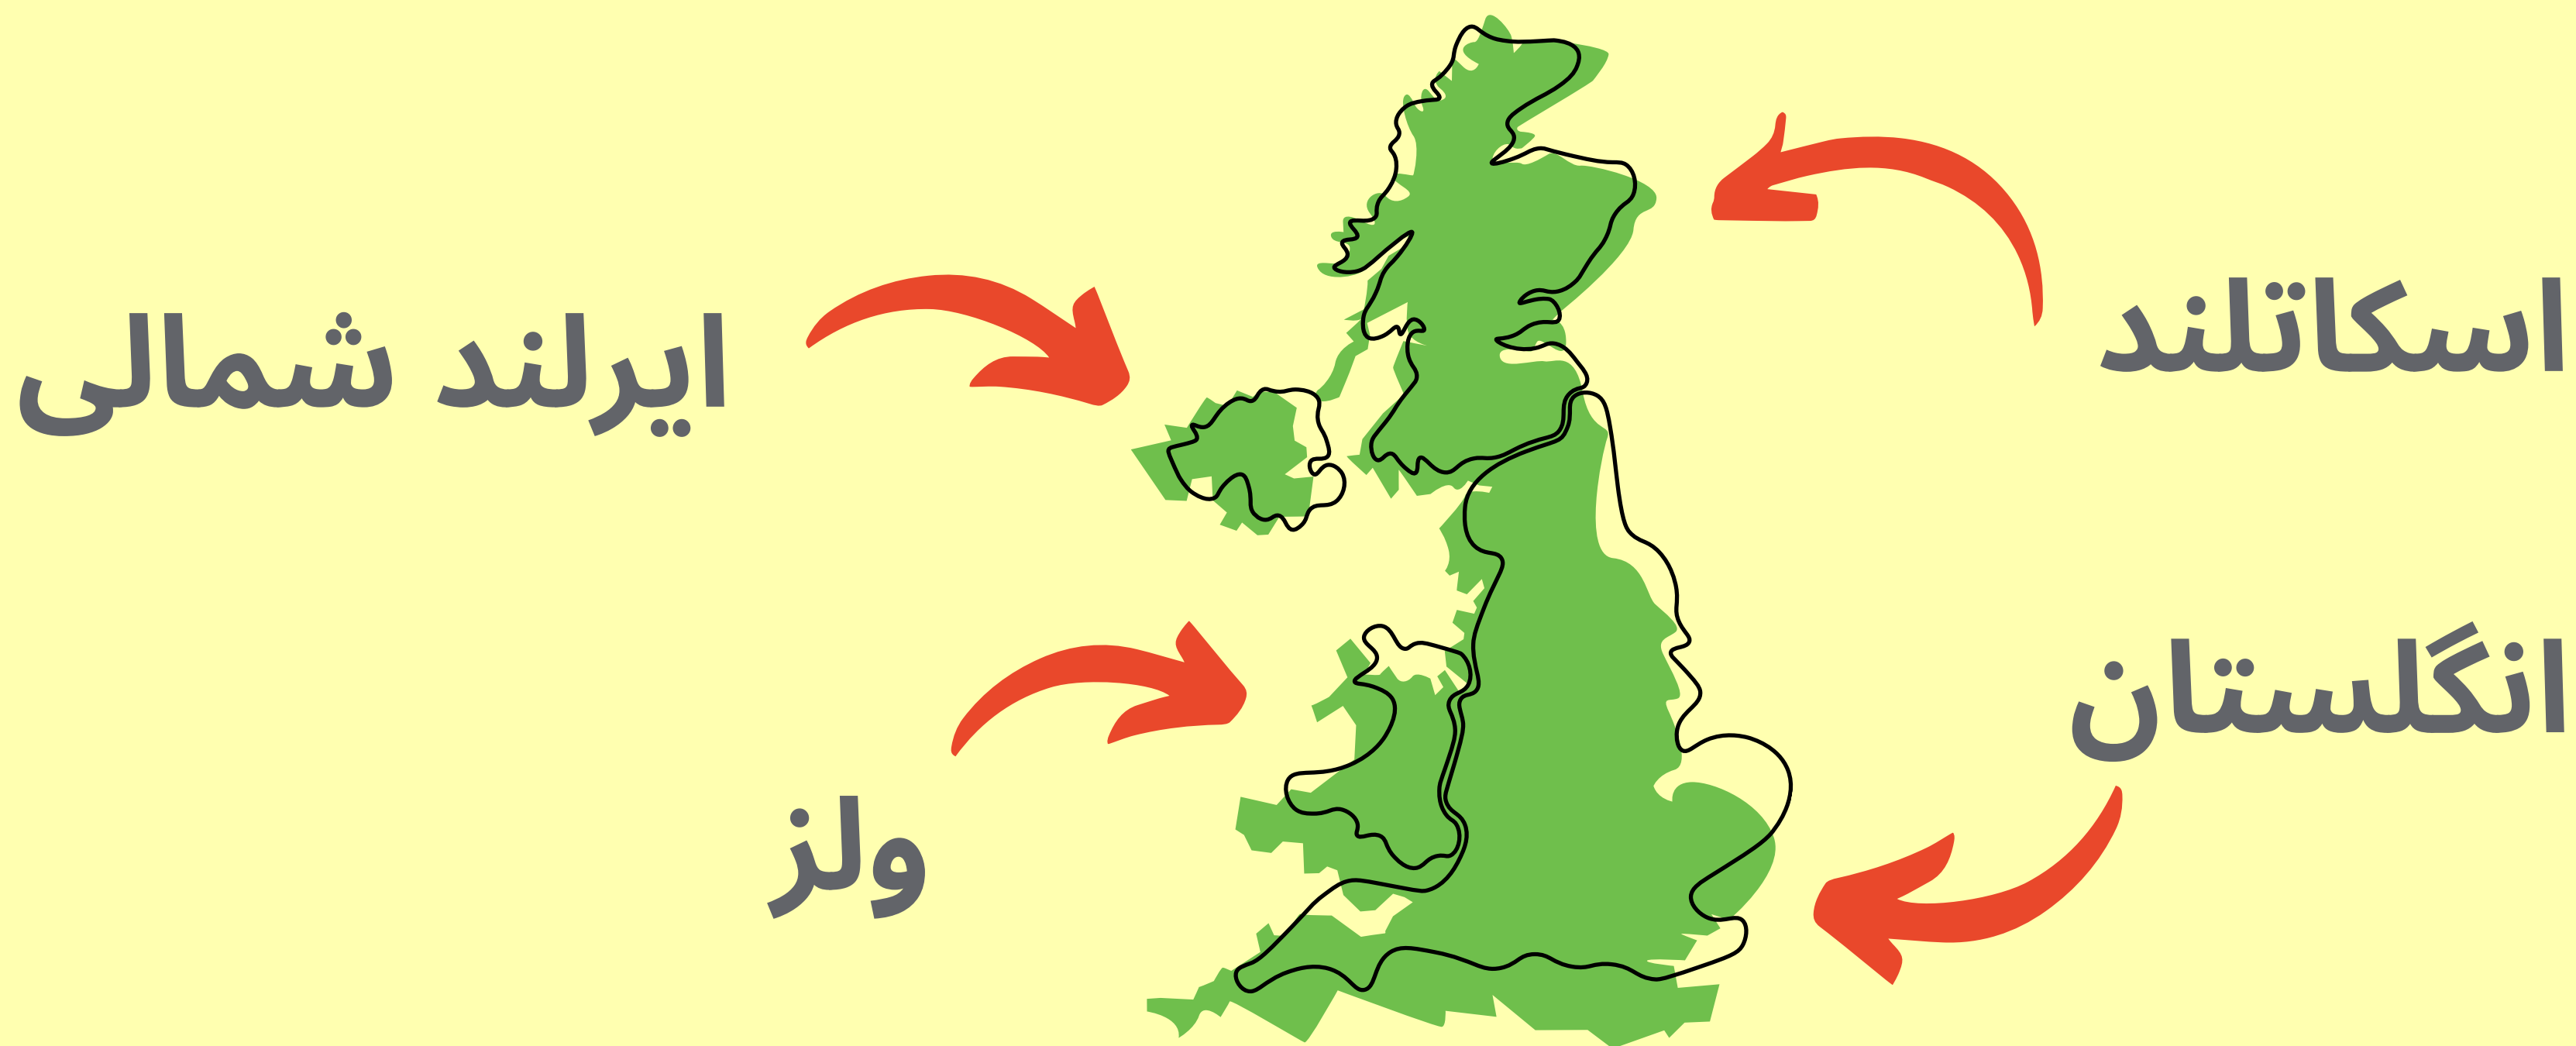 اسکاتلند
ایرلند شمالی
انگلستان
ولز